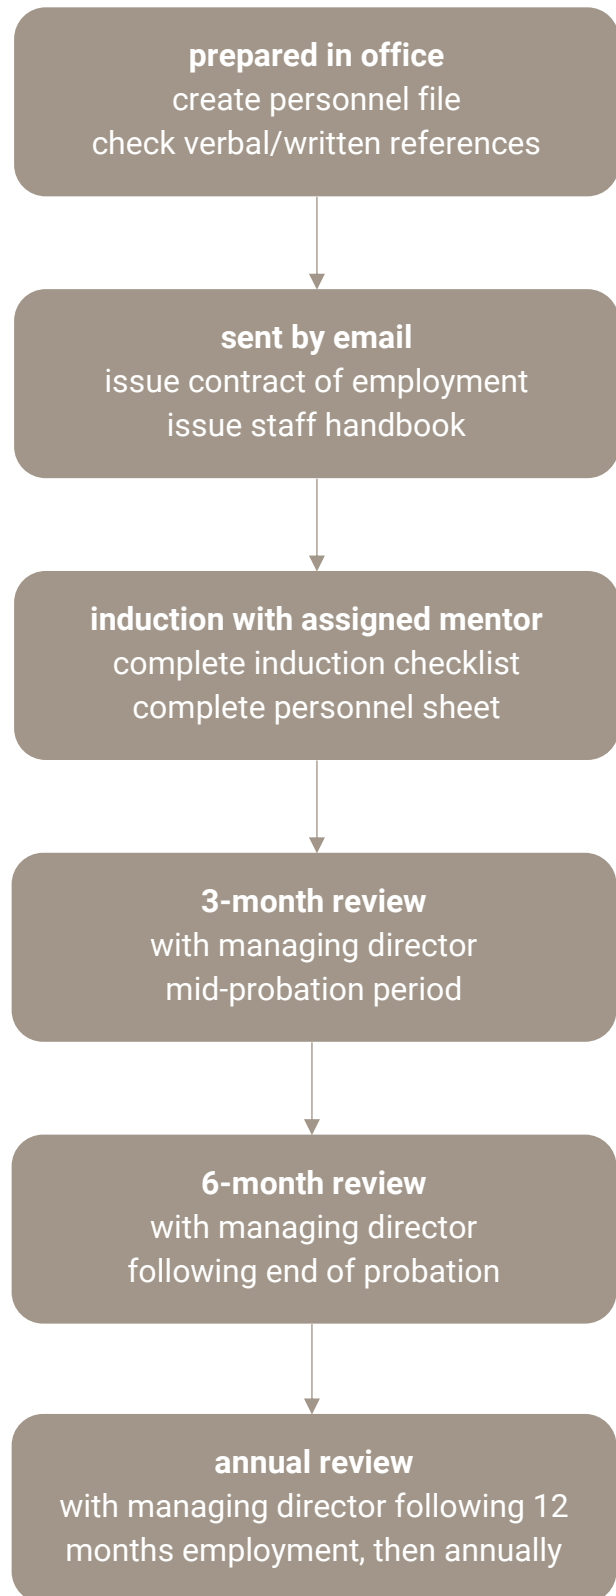 prepared in office
create personnel file
check verbal/written references
sent by email
issue contract of employment
issue staff handbook
induction with assigned mentor
complete induction checklist
complete personnel sheet
3-month review
with managing director
mid-probation period
6-month review
with managing director
following end of probation
annual review
with managing director following 12
months employment, then annually